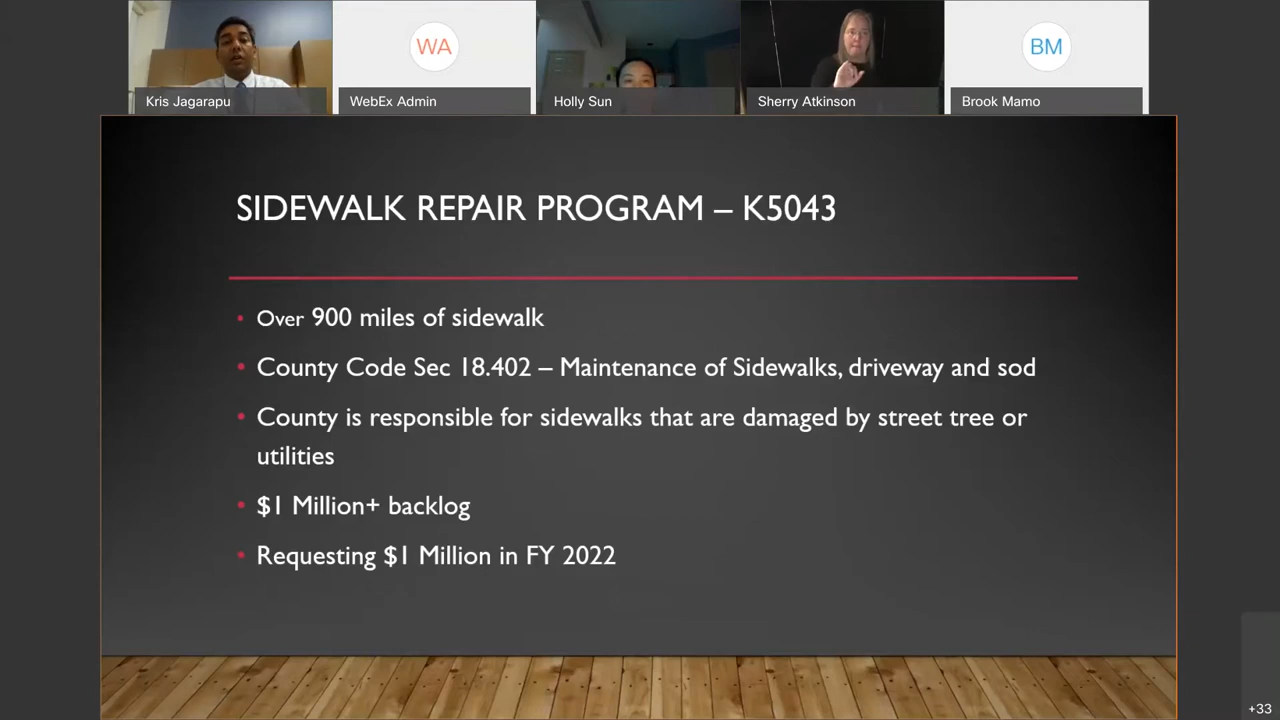 WA
BM
Kris Jagarapu
WebEx Admin
Holly Sun
Sherry Atkinson
Brook Mamo
SIDEWALK REPAIR PROGRAM – K5043
• Over 900 miles of sidewalk
• County Code Sec 18.402 – Maintenance of Sidewalks, driveway and sod
• County is responsible for sidewalks that are damaged by street tree or
utilities
• $1 Million+ backlog
• Requesting $1 Million in FY 2022
+33